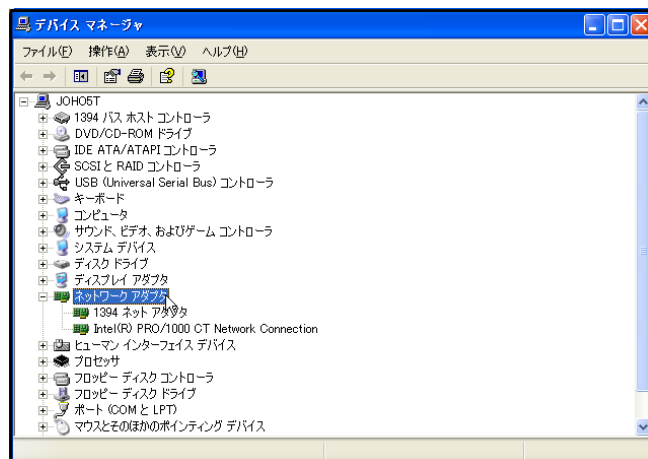 デバイス マネージャ
ファイル(F) 操作(A) 表示(V) ヘルプ(H)
JOHO5T
1394 バス ホスト コントローラ
DVD/CD-ROM ドライブ
IDE ATA/ATAPI コントローラ
SCSI と RAID コントローラ
USB (Universal Serial Bus) コントローラ
キーボード
コンピュータ
サウンド、ビデオ、およびゲーム コントローラ
システム デバイス
ディスク ドライブ
ディスプレイ アダプタ
ネットワーク アダプタ
1394 ネット アダプタ
Intel(R) PRO/1000 CT Network Connection
ヒューマン インターフェイス デバイス
プロセッサ
フロッピー ディスク コントローラ
フロッピー ディスク ドライブ
ポート (COM と LPT)
マウスとそのほかのポインティング デバイス